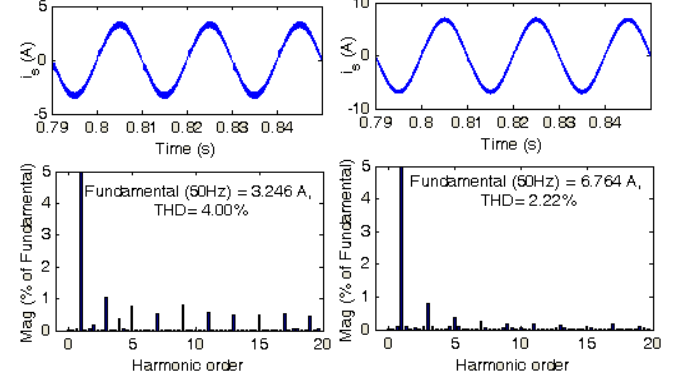 5
0
-5
i_s (A)
0.79 0.8 0.81 0.82 0.83 0.84
Time (s)
10
0
-10
i_s (A)
0.79 0.8 0.81 0.82 0.83 0.84
Time (s)
5
4
3
2
1
0
Mag (% of Fundamental)
Fundamental (50Hz) = 3.246 A,
THD= 4.00%
0 5 10 15 20
Harmonic order
5
4
3
2
1
0
Mag (% of Fundamental)
Fundamental (50Hz) = 6.764 A,
THD= 2.22%
0 5 10 15 20
Harmonic order